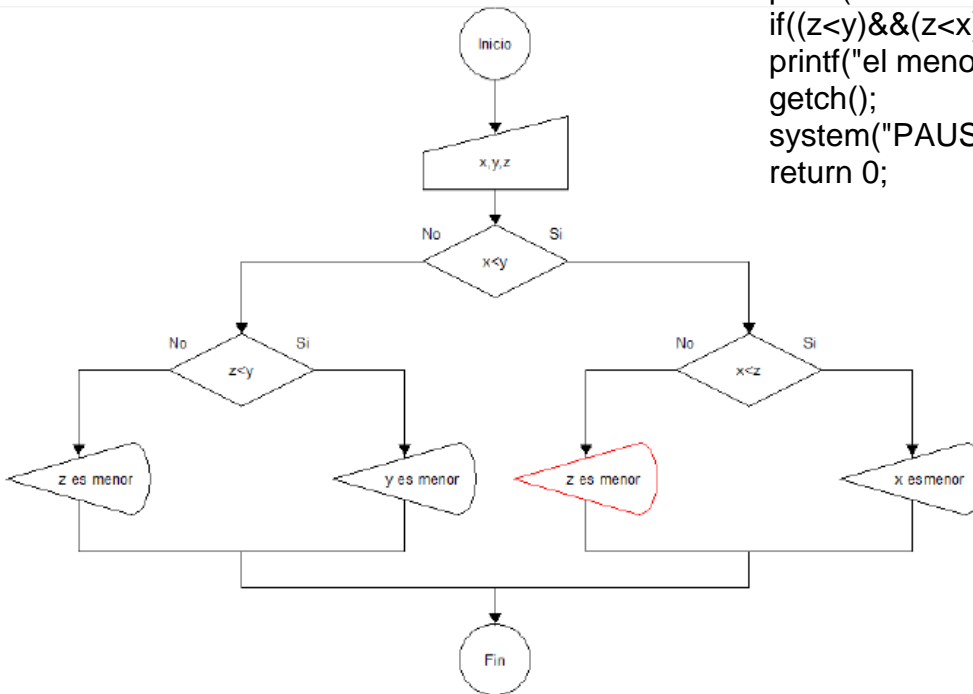 if((z<y)&&(z<x)
printf("el meno
getch();
system("PAUS
return 0;
Inicio
x,y,z
No
Si
x<y
No
Si
z<y
No
Si
x<z
z es menor
y es menor
z es menor
x esmenor
Fin